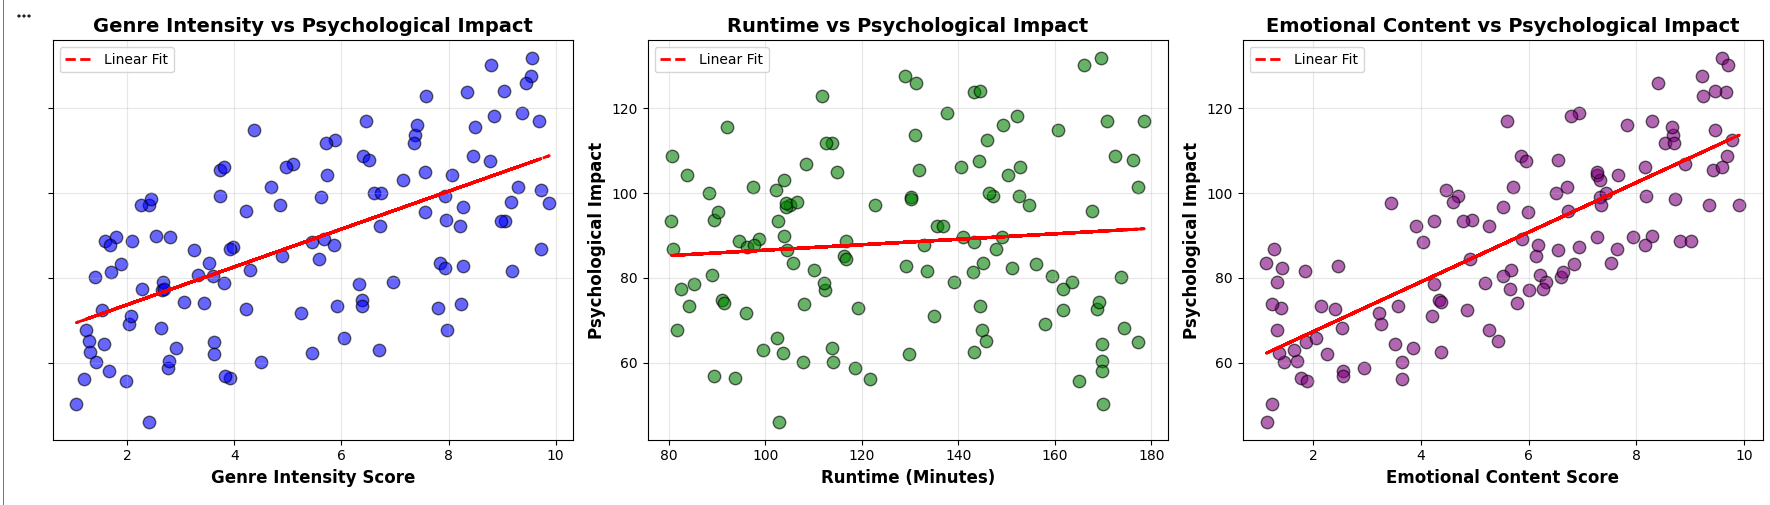 ...
Genre Intensity vs Psychological Impact
Linear Fit
2 4 6 8 10
Genre Intensity Score
Runtime vs Psychological Impact
Linear Fit
Psychological Impact
120
100
80
60
80 100 120 140 160 180
Runtime (Minutes)
Emotional Content vs Psychological Impact
Linear Fit
Psychological Impact
120
100
80
60
2 4 6 8 10
Emotional Content Score